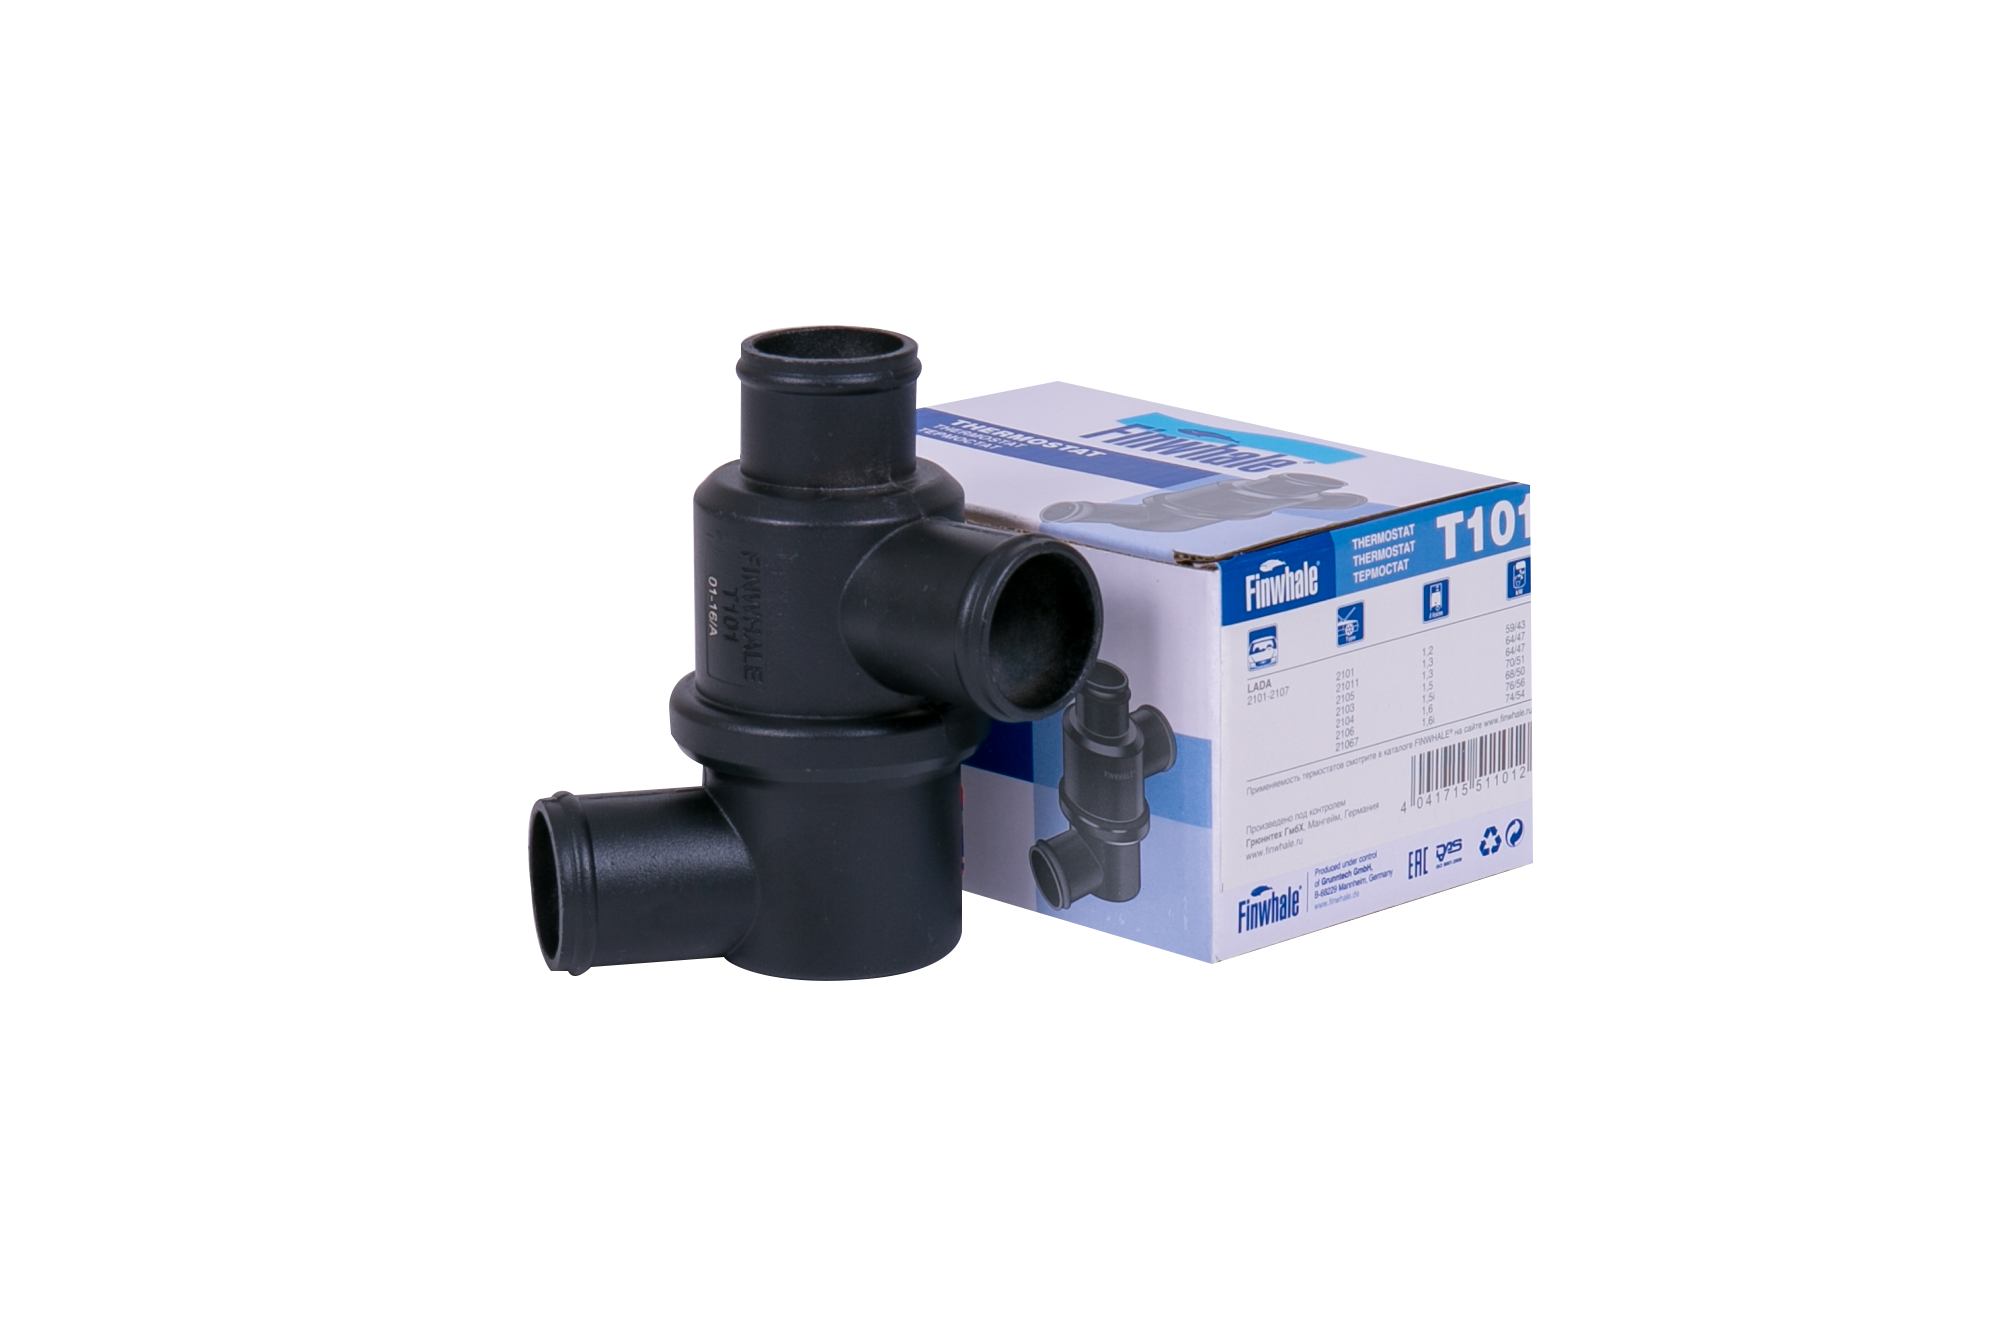 FINWHALE
T101
01-16/A
THERMOSTAT
THERMOSTAT
ТЕРМОСТАТ
Finwhale®
Finwhale®
THERMOSTAT
THERMOSTAT
ТЕРМОСТАТ
T101
Type
LADA
2101-2107
2101 1,2 59/43
21011 1,3 64/47
2105 1,3 64/47
2103 1,5 70/51
2104 1,5i 68/50
2106 1,6 76/56
21067 1,6i 74/54
Применяемость термостатов смотрите в каталоге FINWHALE® на сайте www.finwhale.ru
4 041715 511012
Произведено под контролем
Грюннтех ГмбХ, Мангейм, Германия
www.finwhale.ru
Finwhale®
Produced under control
of Grunntech GmbH,
B-68229 Mannheim, Germany
www.finwhale.de
EAC